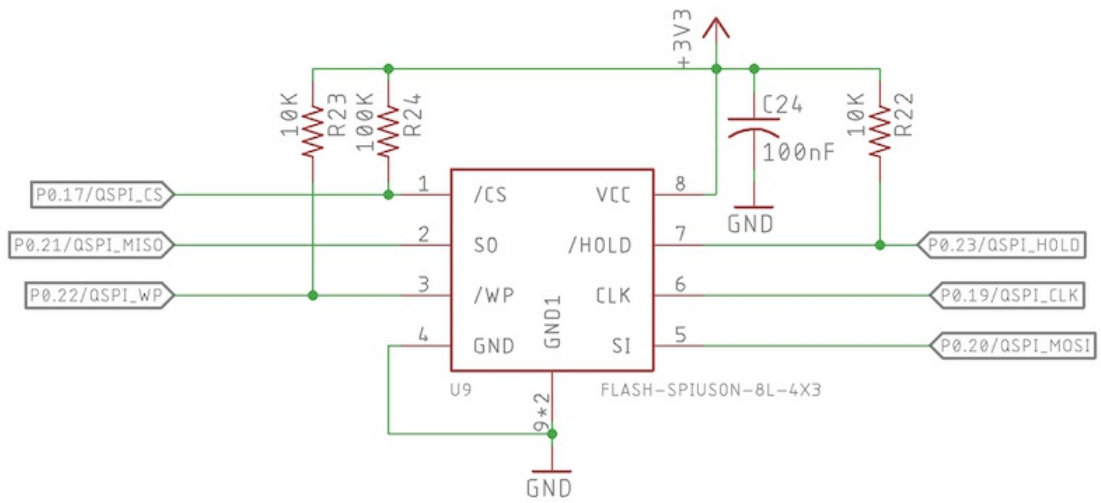 +3V3
10K
R23
100K
R24
C24
100nF
10K
R22
GND
P0.17/QSPI_CS
1
/CS
VCC
8
P0.21/QSPI_MISO
2
SO
/HOLD
7
P0.23/QSPI_HOLD
P0.22/QSPI_WP
3
/WP
CLK
6
P0.19/QSPI_CLK
4
GND
GND1
SI
5
P0.20/QSPI_MOSI
U9
FLASH-SPIUSON-8L-4X3
9*2
GND